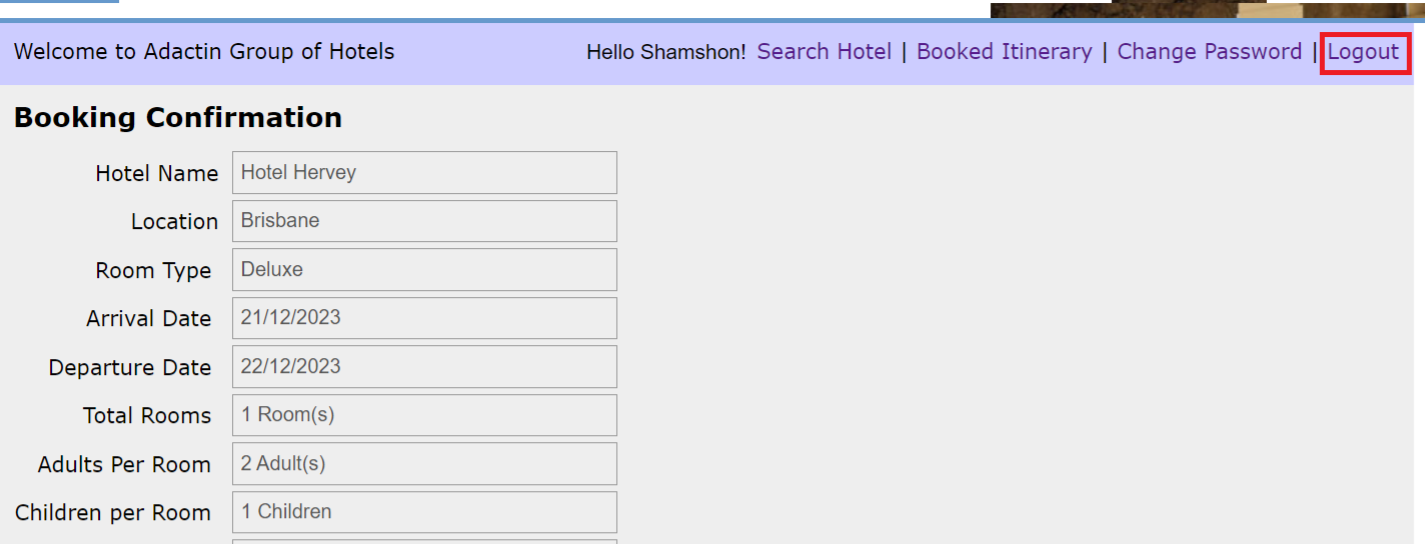 Welcome to Adactin Group of Hotels Hello Shamshon! Search Hotel | Booked Itinerary | Change Password | Logout
Booking Confirmation
Hotel Name Hotel Hervey
Location Brisbane
Room Type Deluxe
Arrival Date 21/12/2023
Departure Date 22/12/2023
Total Rooms 1 Room(s)
Adults Per Room 2 Adult(s)
Children per Room 1 Children